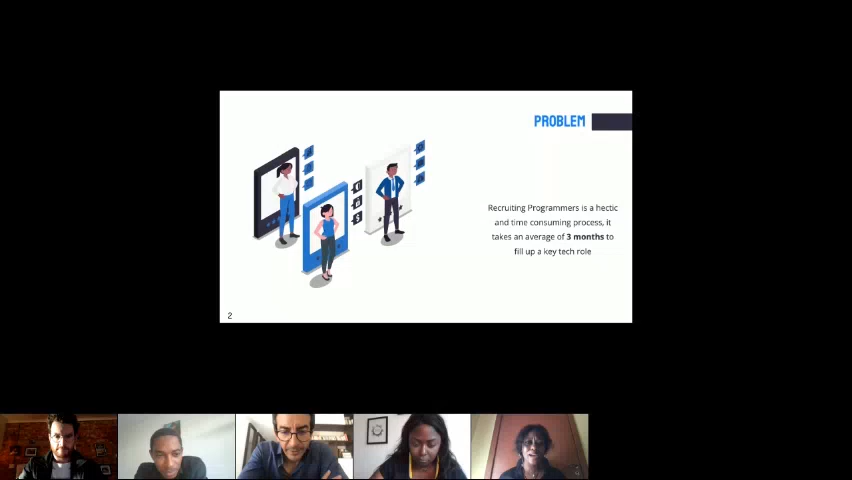 PROBLEM
Recruiting Programmers is a hectic
and time consuming process, it
takes an average of 3 months to
fill up a key tech role
2